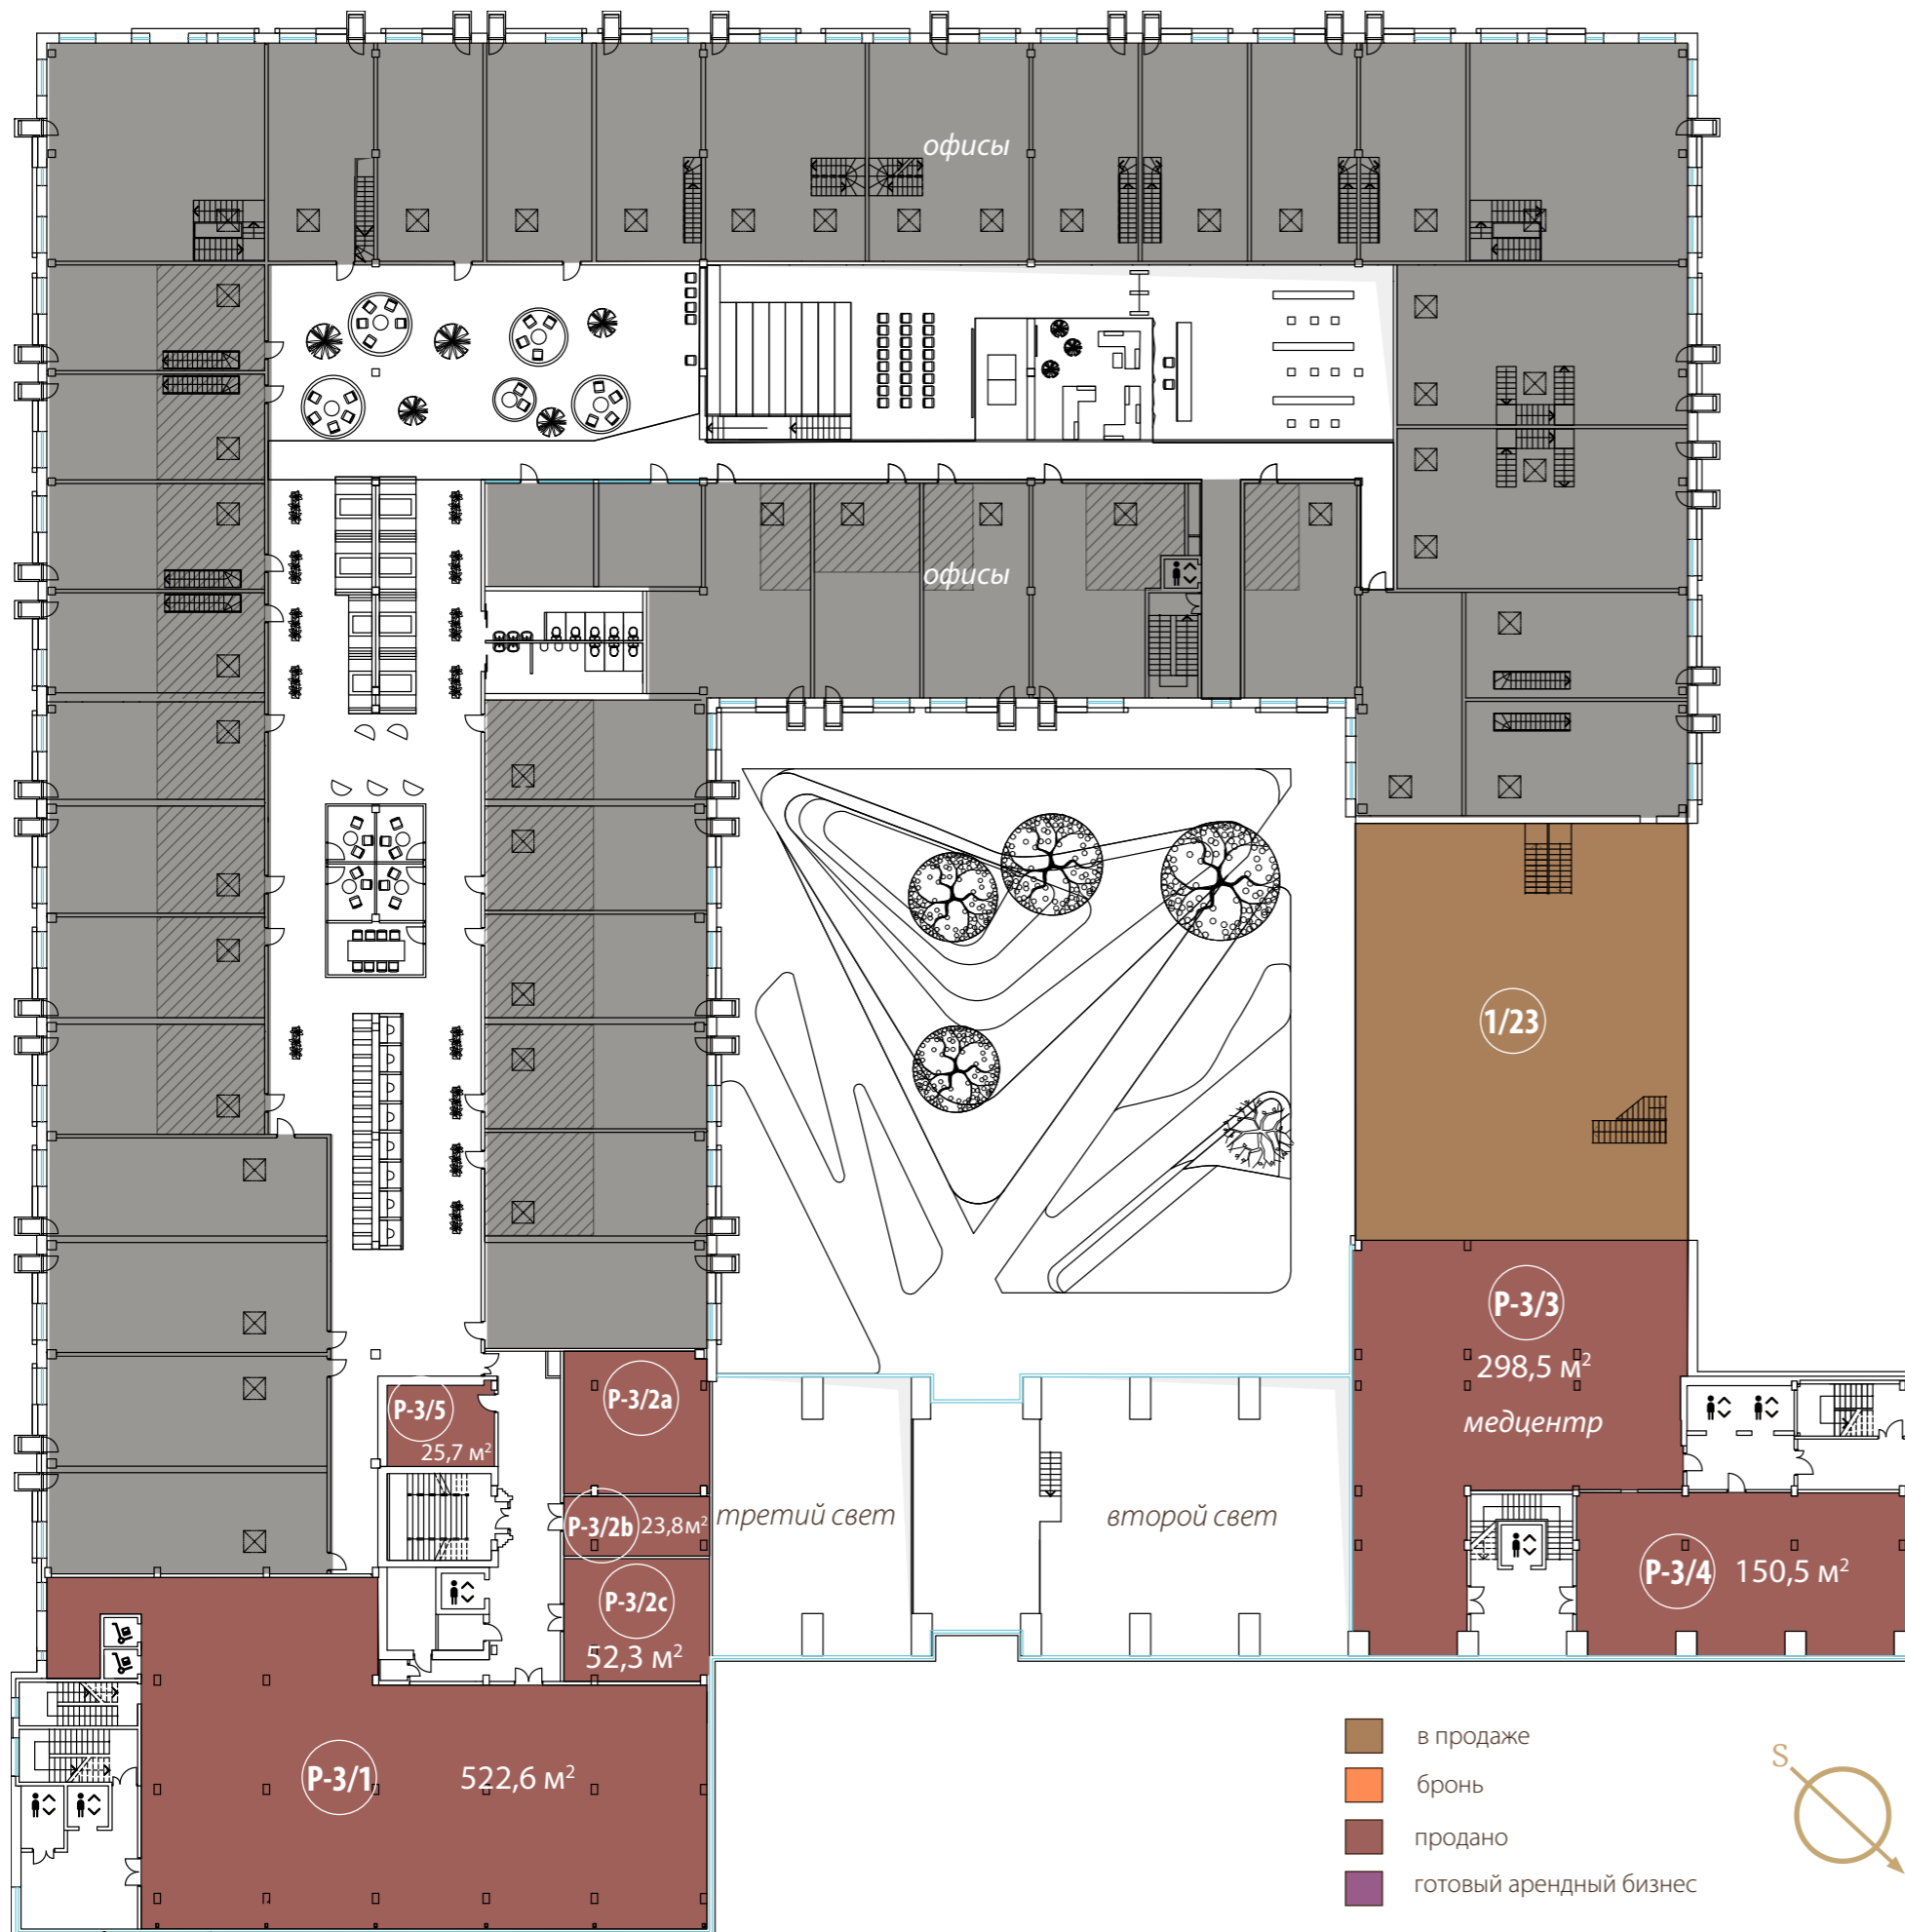 офисы
офисы
1/23
P-3/3
298,5 м²
медцентр
P-3/5
25,7 м²
P-3/2a
P-3/2b 23,8 м²
третий свет
второй свет
P-3/2c
52,3 м²
P-3/4 150,5 м²
P-3/1 522,6 м²
в продаже
бронь
продано
готовый арендный бизнес
S